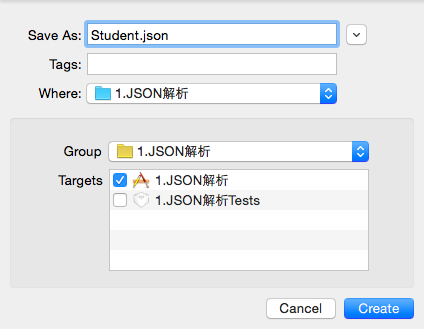 Save As: Student.json
Tags:
Where: 1.JSON解析
Group 1.JSON解析
Targets 1.JSON解析
1.JSON解析Tests
Cancel Create